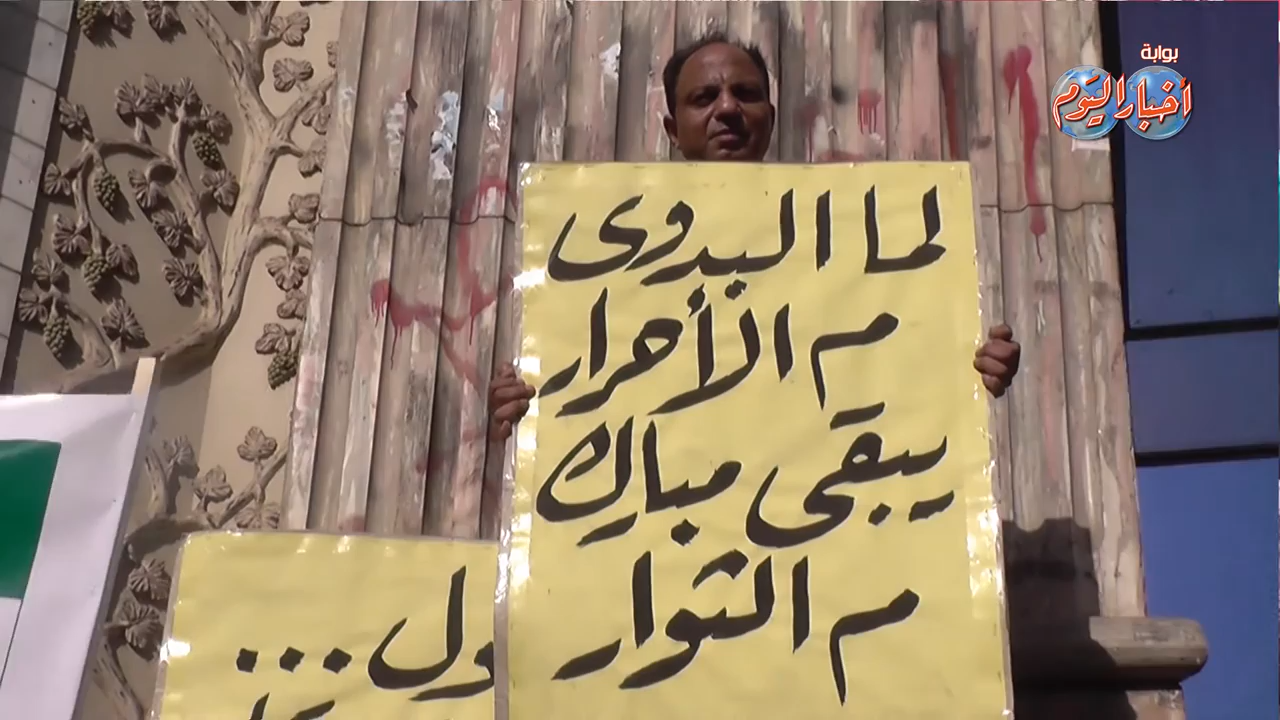 بوابة
أخبار اليوم
لما البدوى
م الأحرار
يبقى مبارك
م الثوار
ول...